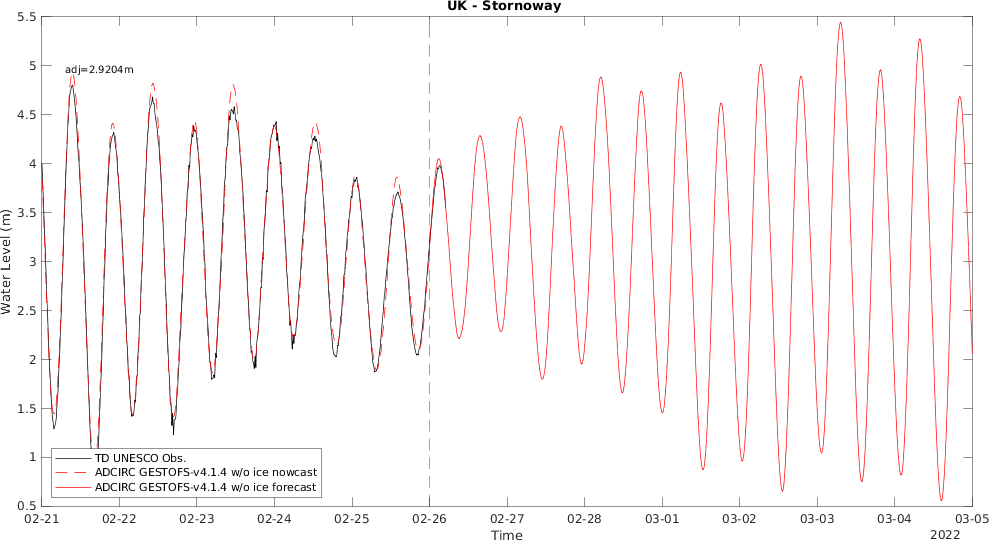 UK - Stornoway
adj=2.9204m
5.5
5
4.5
4
3.5
3
2.5
2
1.5
1
0.5
Water Level (m)
TD UNESCO Obs.
ADCIRC GESTOFS-v4.1.4 w/o ice nowcast
ADCIRC GESTOFS-v4.1.4 w/o ice forecast
02-21 02-22 02-23 02-24 02-25 02-26 02-27 02-28 03-01 03-02 03-03 03-04 03-05
Time
2022